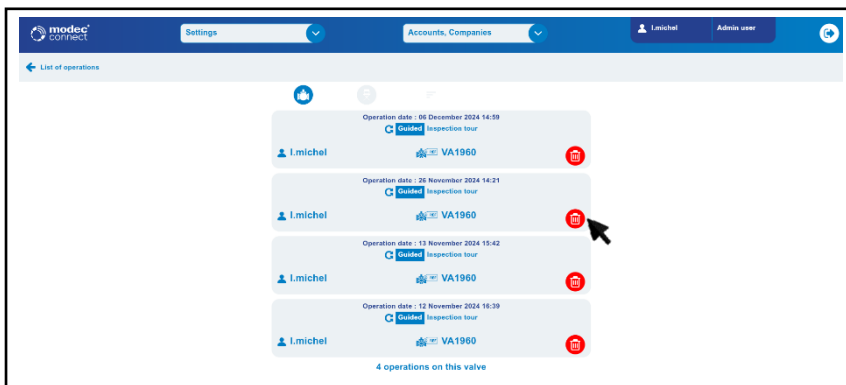 modec
connect
Settings
Accounts, Companies
l.michel
Admin user
List of operations
Operation date : 06 December 2024 14:59
Guided Inspection tour
l.michel
VA1960
Operation date : 26 November 2024 14:21
Guided Inspection tour
l.michel
VA1960
Operation date : 13 November 2024 15:42
Guided Inspection tour
l.michel
VA1960
Operation date : 12 November 2024 16:39
Guided Inspection tour
l.michel
VA1960
4 operations on this valve